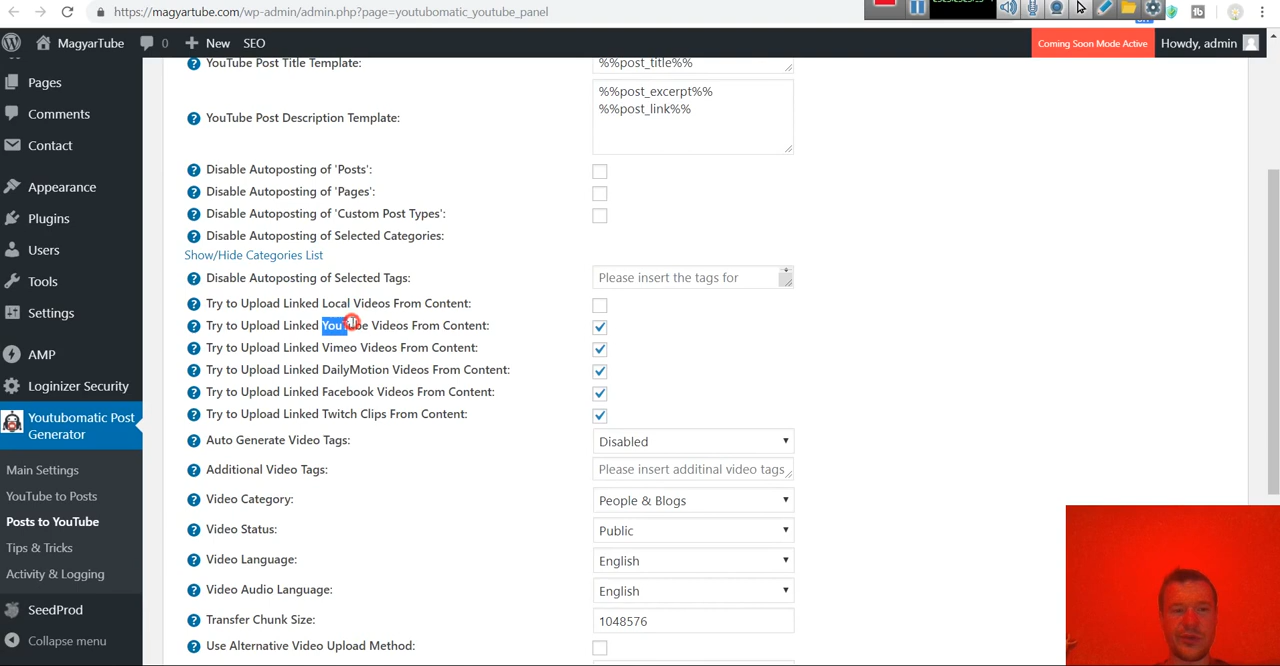 https://magyartube.com/wp-admin/admin.php?page=youtubomatic_youtube_panel
1b
MagyarTube
0
New
SEO
Coming Soon Mode Active
Howdy, admin
Pages
Comments
Contact
Appearance
Plugins
Users
Tools
Settings
AMP
Loginizer Security
Youtubomatic Post
Generator
Main Settings
YouTube to Posts
Posts to YouTube
Tips & Tricks
Activity & Logging
SeedProd
Collapse menu
YouTube Post Title Template:
%%post_title%%
YouTube Post Description Template:
%%post_excerpt%%
%%post_link%%
Disable Autoposting of 'Posts':
Disable Autoposting of 'Pages':
Disable Autoposting of 'Custom Post Types':
Disable Autoposting of Selected Categories:
Show/Hide Categories List
Disable Autoposting of Selected Tags:
Please insert the tags for
Try to Upload Linked Local Videos From Content:
Try to Upload Linked YouTube Videos From Content:
Try to Upload Linked Vimeo Videos From Content:
Try to Upload Linked DailyMotion Videos From Content:
Try to Upload Linked Facebook Videos From Content:
Try to Upload Linked Twitch Clips From Content:
Auto Generate Video Tags:
Disabled
Additional Video Tags:
Please insert additinal video tags
Video Category:
People & Blogs
Video Status:
Public
Video Language:
English
Video Audio Language:
English
Transfer Chunk Size:
1048576
Use Alternative Video Upload Method: